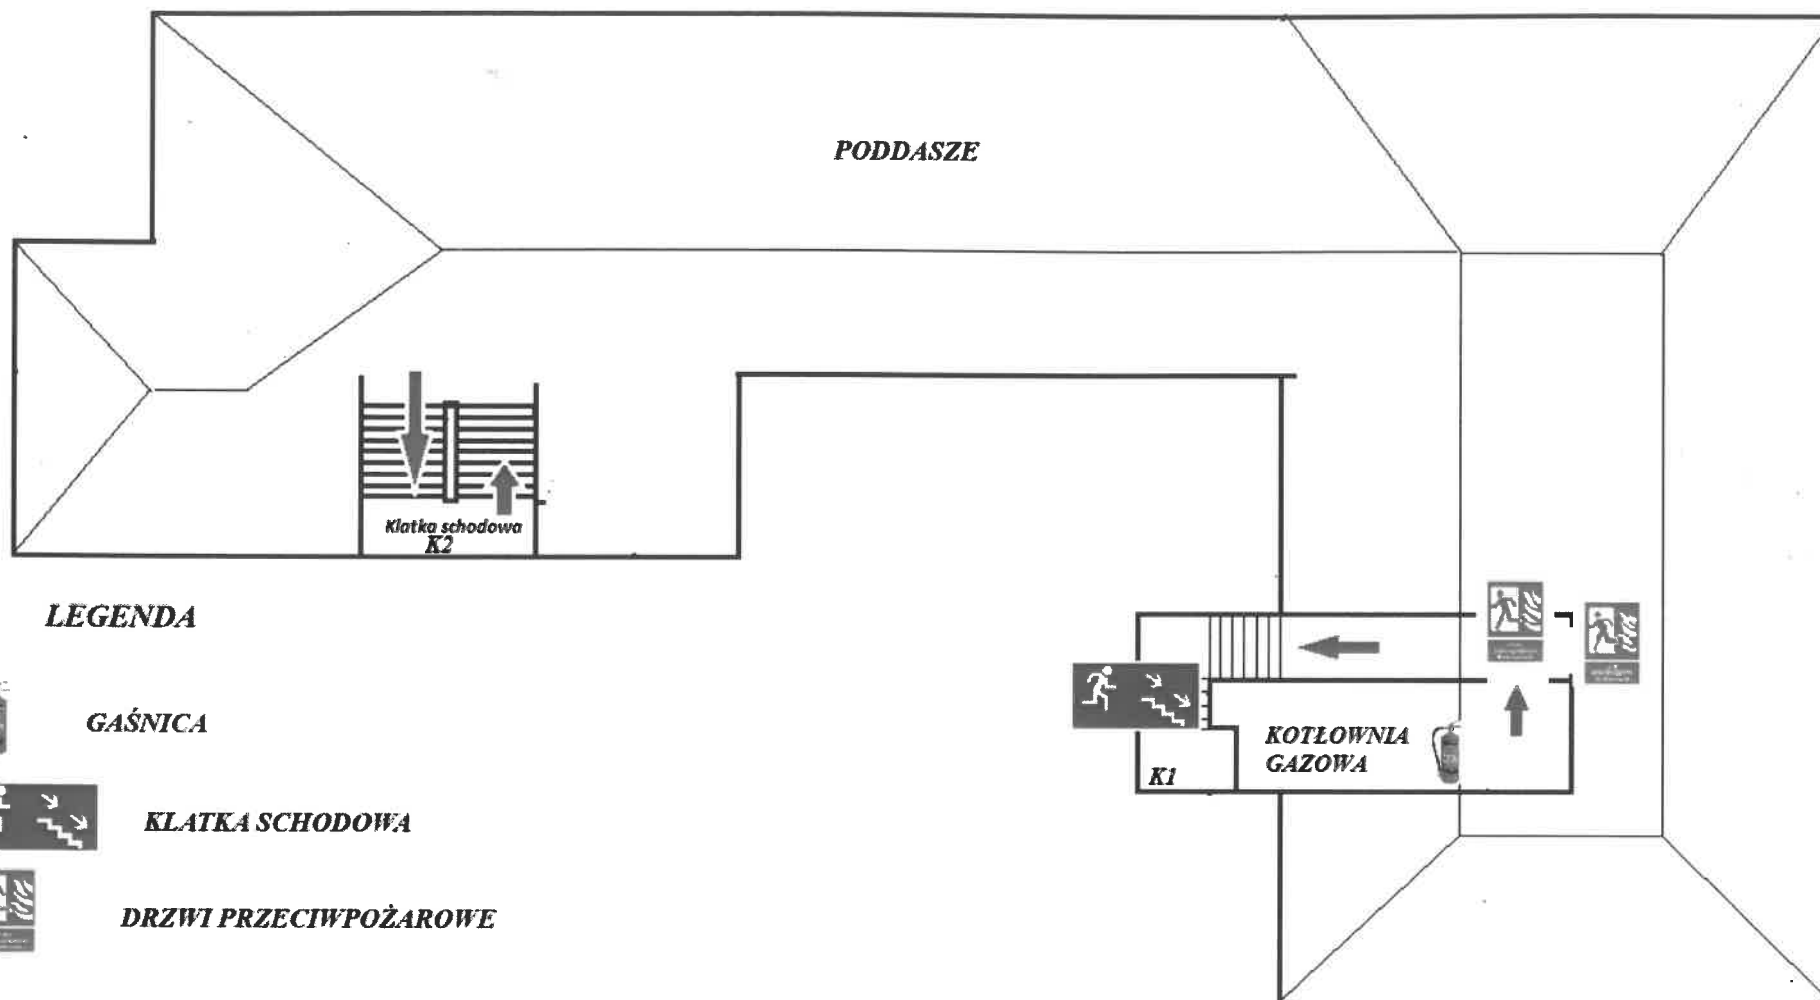 PODDASZE
Klatka schodowa
K2
LEGENDA
GAŚNICA
KOTŁOWNIA
GAZOWA
K1
KLATKA SCHODOWA
DRZWI PRZECIWPOŻAROWE